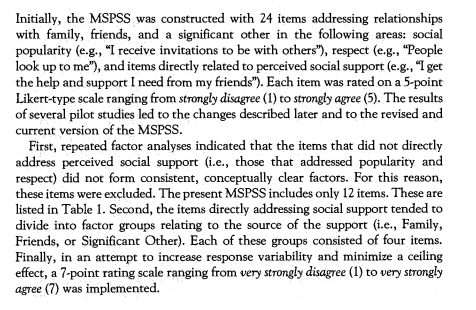 Initially, the MSPSS was constructed with 24 items addressing relationships
with family, friends, and a significant other in the following areas: social
popularity (e.g., “I receive invitations to be with others”), respect (e.g., “People
look up to me”), and items directly related to perceived social support (e.g., “I get
the help and support I need from my friends”). Each item was rated on a 5-point
Likert-type scale ranging from strongly disagree (1) to strongly agree (5). The results
of several pilot studies led to the changes described later and to the revised and
current version of the MSPSS.
First, repeated factor analyses indicated that the items that did not directly
address perceived social support (i.e., those that addressed popularity and
respect) did not form consistent, conceptually clear factors. For this reason,
these items were excluded. The present MSPSS includes only 12 items. These are
listed in Table 1. Second, the items directly addressing social support tended to
divide into factor groups relating to the source of the support (i.e., Family,
Friends, or Significant Other). Each of these groups consisted of four items.
Finally, in an attempt to increase response variability and minimize a ceiling
effect, a 7-point rating scale ranging from very strongly disagree (1) to very strongly
agree (7) was implemented.